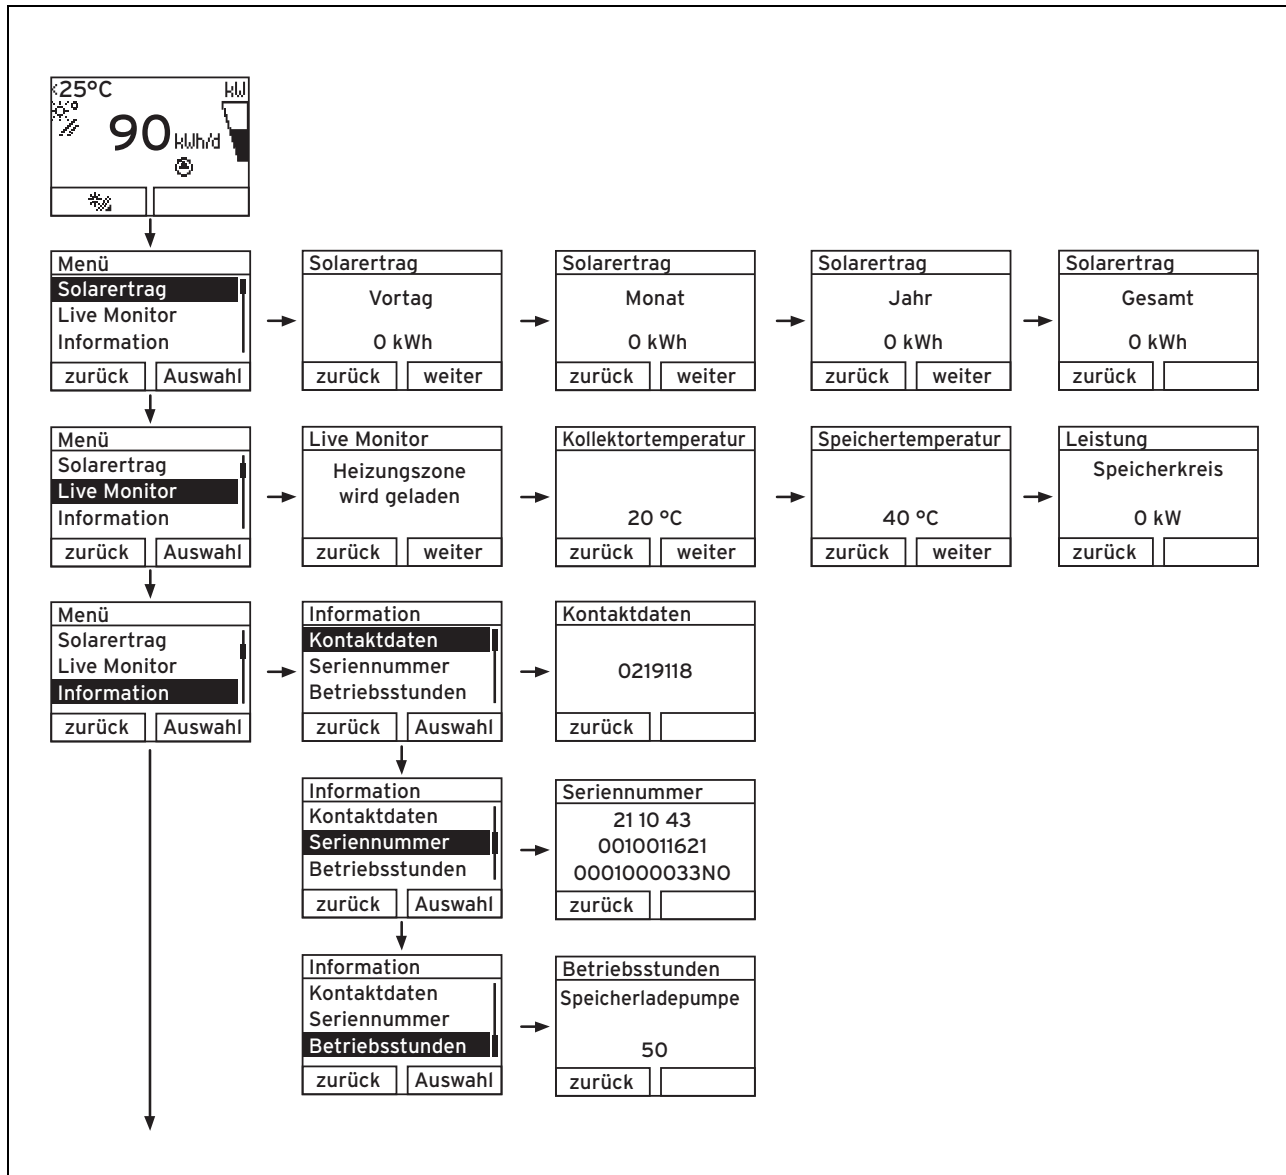 25°C kW
90 kWh/d
Menü
Solarertrag
Live Monitor
Information
zurück Auswahl
Solarertrag
Vortag
0 kWh
zurück weiter
Solarertrag
Monat
0 kWh
zurück weiter
Solarertrag
Jahr
0 kWh
zurück weiter
Solarertrag
Gesamt
0 kWh
zurück
Menü
Solarertrag
Live Monitor
Information
zurück Auswahl
Live Monitor
Heizungszone
wird geladen
zurück weiter
Kollektortemperatur
20 °C
zurück weiter
Speichertemperatur
40 °C
zurück weiter
Leistung
Speicherkreis
0 kW
zurück
Menü
Solarertrag
Live Monitor
Information
zurück Auswahl
Information
Kontaktdaten
Seriennummer
Betriebsstunden
zurück Auswahl
Kontaktdaten
0219118
zurück
Information
Kontaktdaten
Seriennummer
Betriebsstunden
zurück Auswahl
Seriennummer
21 10 43
0010011621
0001000033N0
zurück
Information
Kontaktdaten
Seriennummer
Betriebsstunden
zurück Auswahl
Betriebsstunden
Speicherladepumpe
50
zurück